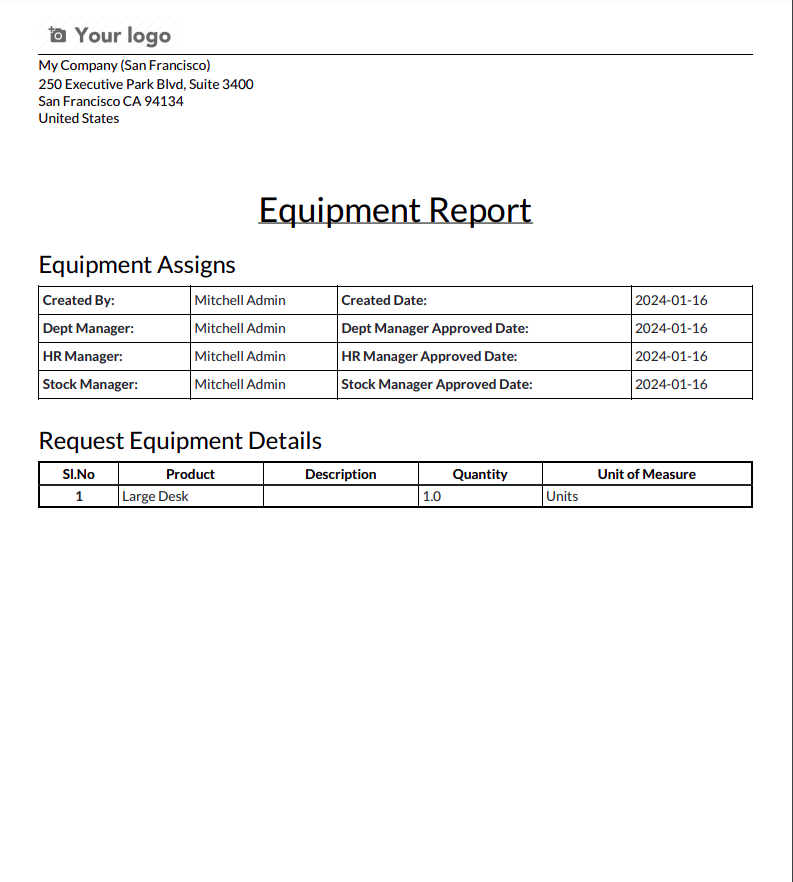 Your logo
My Company (San Francisco)
250 Executive Park Blvd, Suite 3400
San Francisco CA 94134
United States
Equipment Report
Equipment Assigns
Created By: Mitchell Admin Created Date: 2024-01-16
Dept Manager: Mitchell Admin Dept Manager Approved Date: 2024-01-16
HR Manager: Mitchell Admin HR Manager Approved Date: 2024-01-16
Stock Manager: Mitchell Admin Stock Manager Approved Date: 2024-01-16
Request Equipment Details
Sl.No Product Description Quantity Unit of Measure
1 Large Desk 1.0 Units